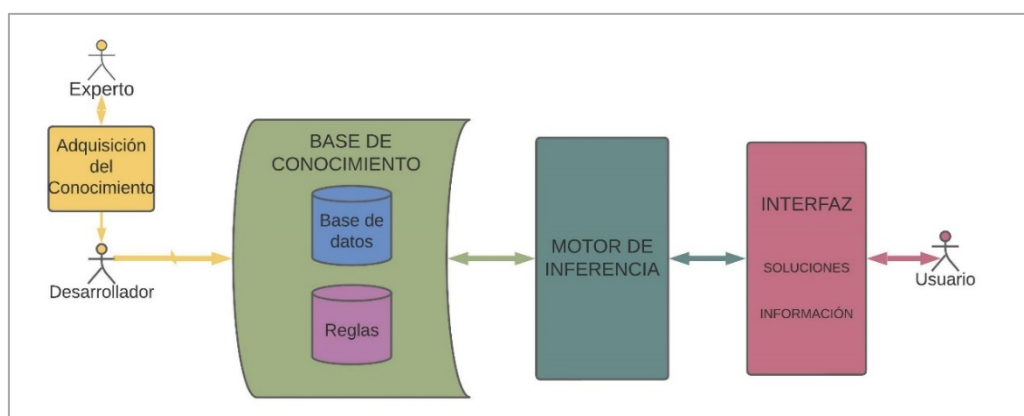 Experto
Adquisición
del
Conocimiento
Desarrollador
BASE DE
CONOCIMIENTO
Base de
datos
Reglas
MOTOR DE
INFERENCIA
INTERFAZ
SOLUCIONES
INFORMACIÓN
Usuario